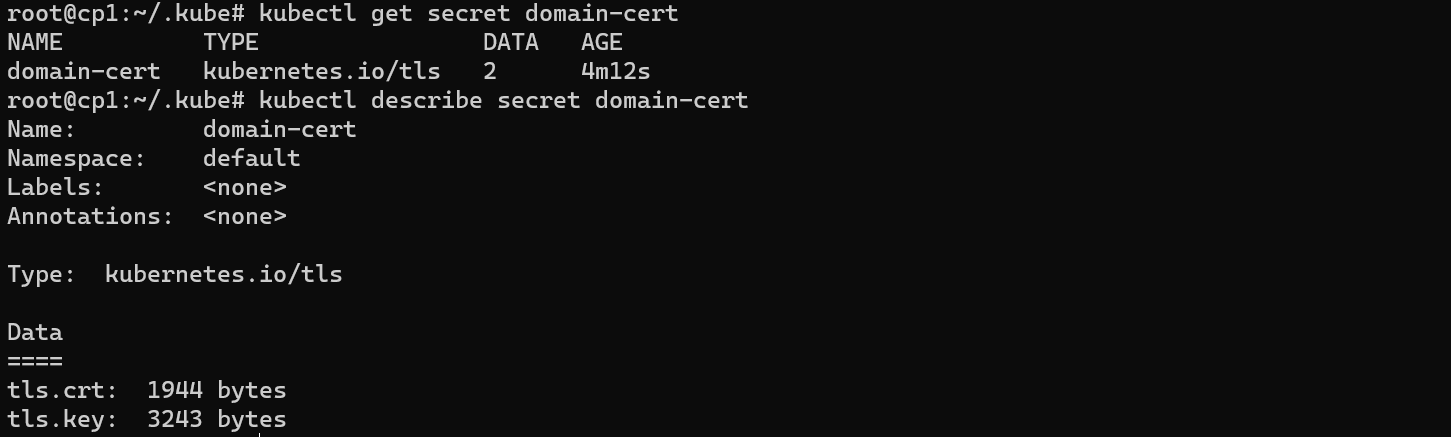 root@cp1:~/.kube# kubectl get secret domain-cert
NAME          TYPE                DATA   AGE
domain-cert   kubernetes.io/tls   2      4m12s
root@cp1:~/.kube# kubectl describe secret domain-cert
Name:         domain-cert
Namespace:    default
Labels:       <none>
Annotations:  <none>

Type:  kubernetes.io/tls

Data
====
tls.crt:  1944 bytes
tls.key:  3243 bytes